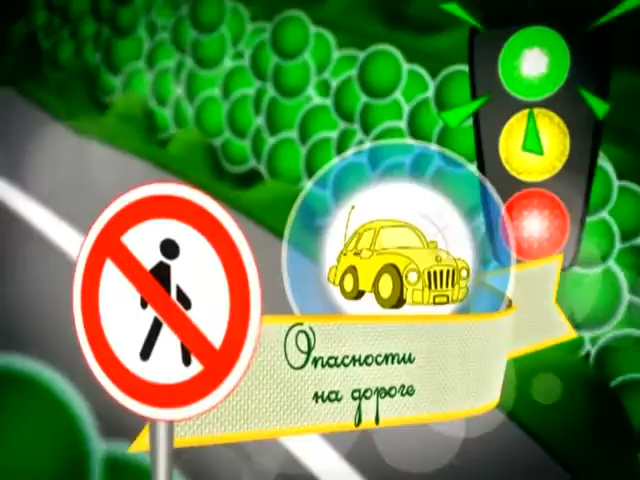 Опасности
на дороге